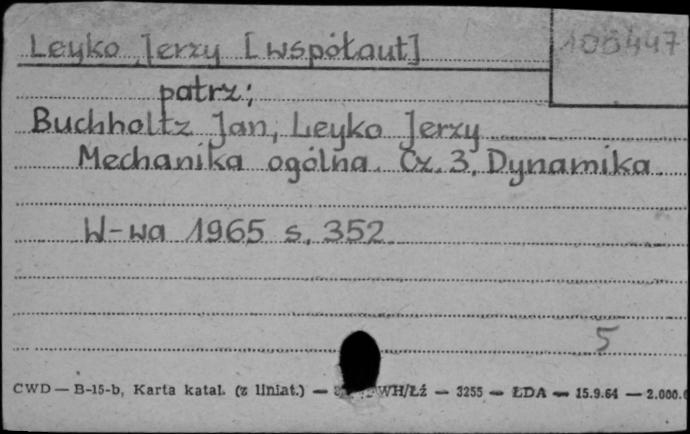 Leyko Jerzy [współaut]
100447
patrz;
Buchholtz Jan, Leyko Jerzy
Mechanika ogólna. Cz. 3. Dynamika.
W-wa 1965 s. 352.
5
CWD — B-15-b, Karta katal. (z liniat.) — WH/Łź — 3255 — ŁDA — 15.9.64 — 2.000.